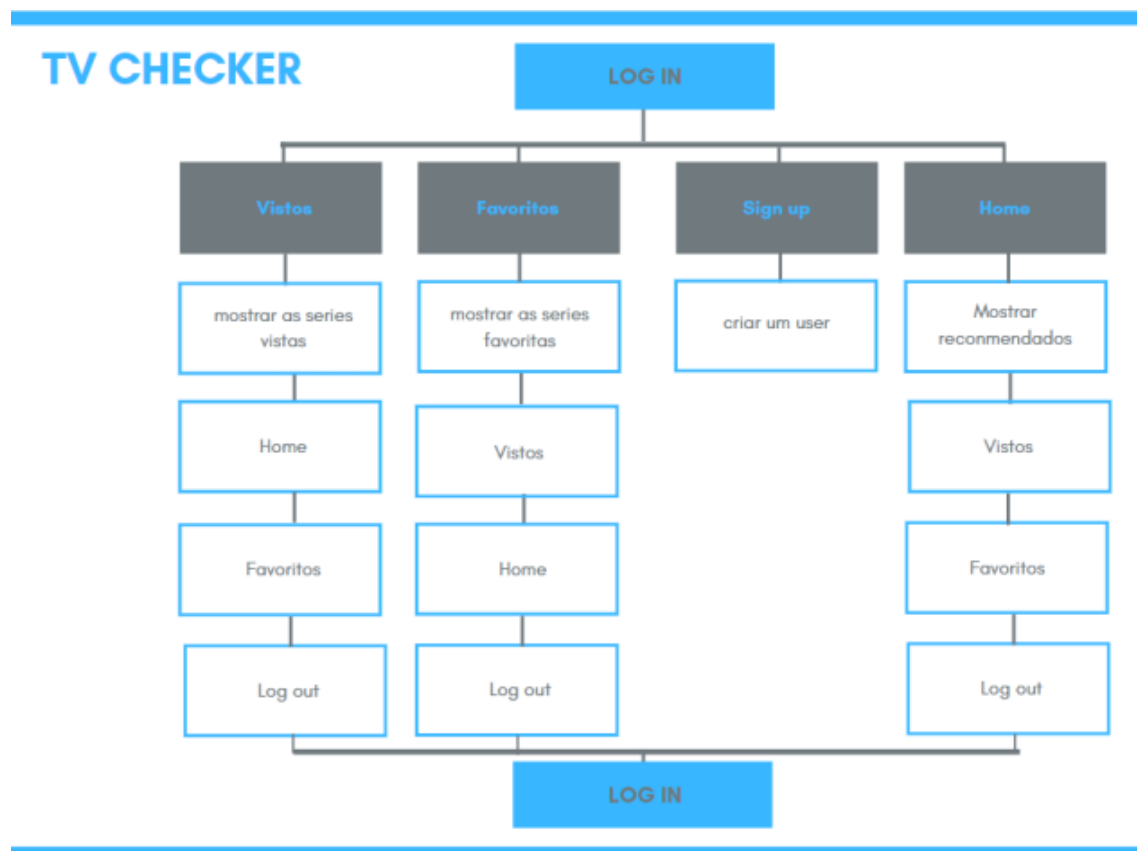 TV CHECKER
LOG IN
Vistos
Favoritos
Sign up
Home
mostrar as series
vistas
mostrar as series
favoritas
criar um user
Mostrar
reconmendados
Home
Vistos
Vistos
Favoritos
Home
Favoritos
Log out
Log out
Log out
LOG IN